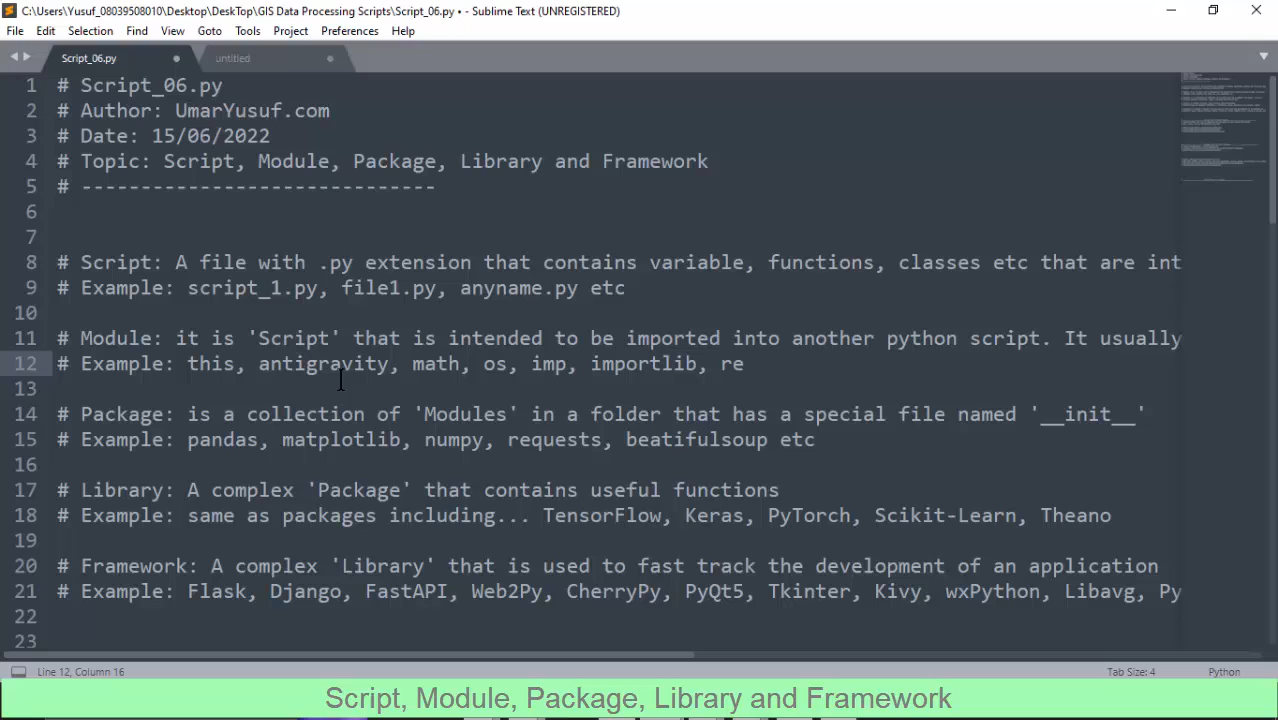 C:\Users\Yusuf_08039508010\Desktop\DeskTop\GIS Data Processing Scripts\Script_06.py • - Sublime Text (UNREGISTERED)
File Edit Selection Find View Goto Tools Project Preferences Help
Script_06.py untitled
1 # Script_06.py
2 # Author: UmarYusuf.com
3 # Date: 15/06/2022
4 # Topic: Script, Module, Package, Library and Framework
5 # ------------------------------
6
7
8 # Script: A file with .py extension that contains variable, functions, classes etc that are int
9 # Example: script_1.py, file1.py, anyname.py etc
10
11 # Module: it is 'Script' that is intended to be imported into another python script. It usually
12 # Example: this, antigravity, math, os, imp, importlib, re
13
14 # Package: is a collection of 'Modules' in a folder that has a special file named '__init__'
15 # Example: pandas, matplotlib, numpy, requests, beatifulsoup etc
16
17 # Library: A complex 'Package' that contains useful functions
18 # Example: same as packages including... TensorFlow, Keras, PyTorch, Scikit-Learn, Theano
19
20 # Framework: A complex 'Library' that is used to fast track the development of an application
21 # Example: Flask, Django, FastAPI, Web2Py, CherryPy, PyQt5, Tkinter, Kivy, wxPython, Libavg, Py
22
23
Line 12, Column 16 Tab Size: 4 Python
Script, Module, Package, Library and Framework